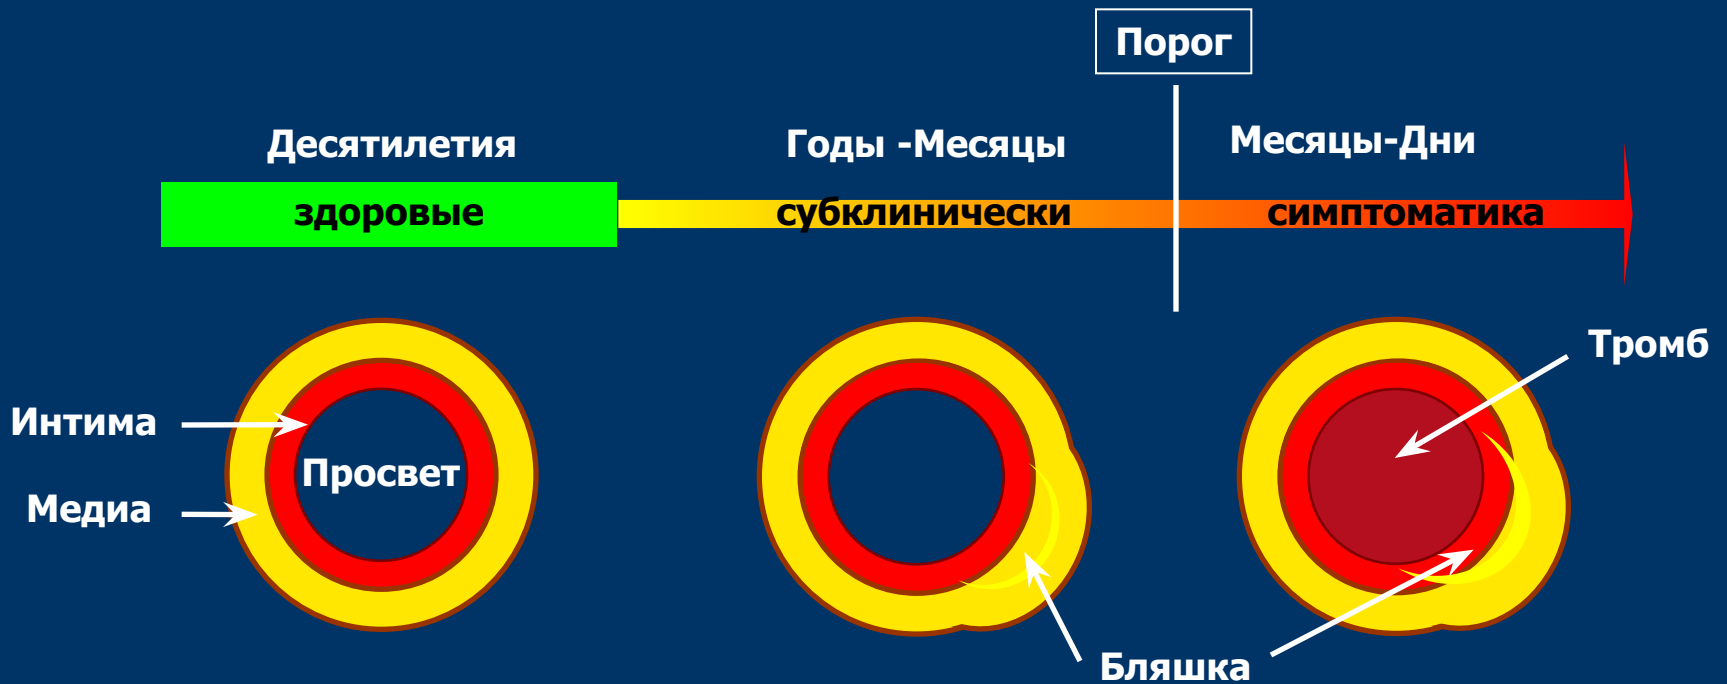 Порог
Десятилетия
Годы -Месяцы
Месяцы-Дни
здоровые
субклинически
симптоматика
Тромб
Интима
Просвет
Медиа
Бляшка